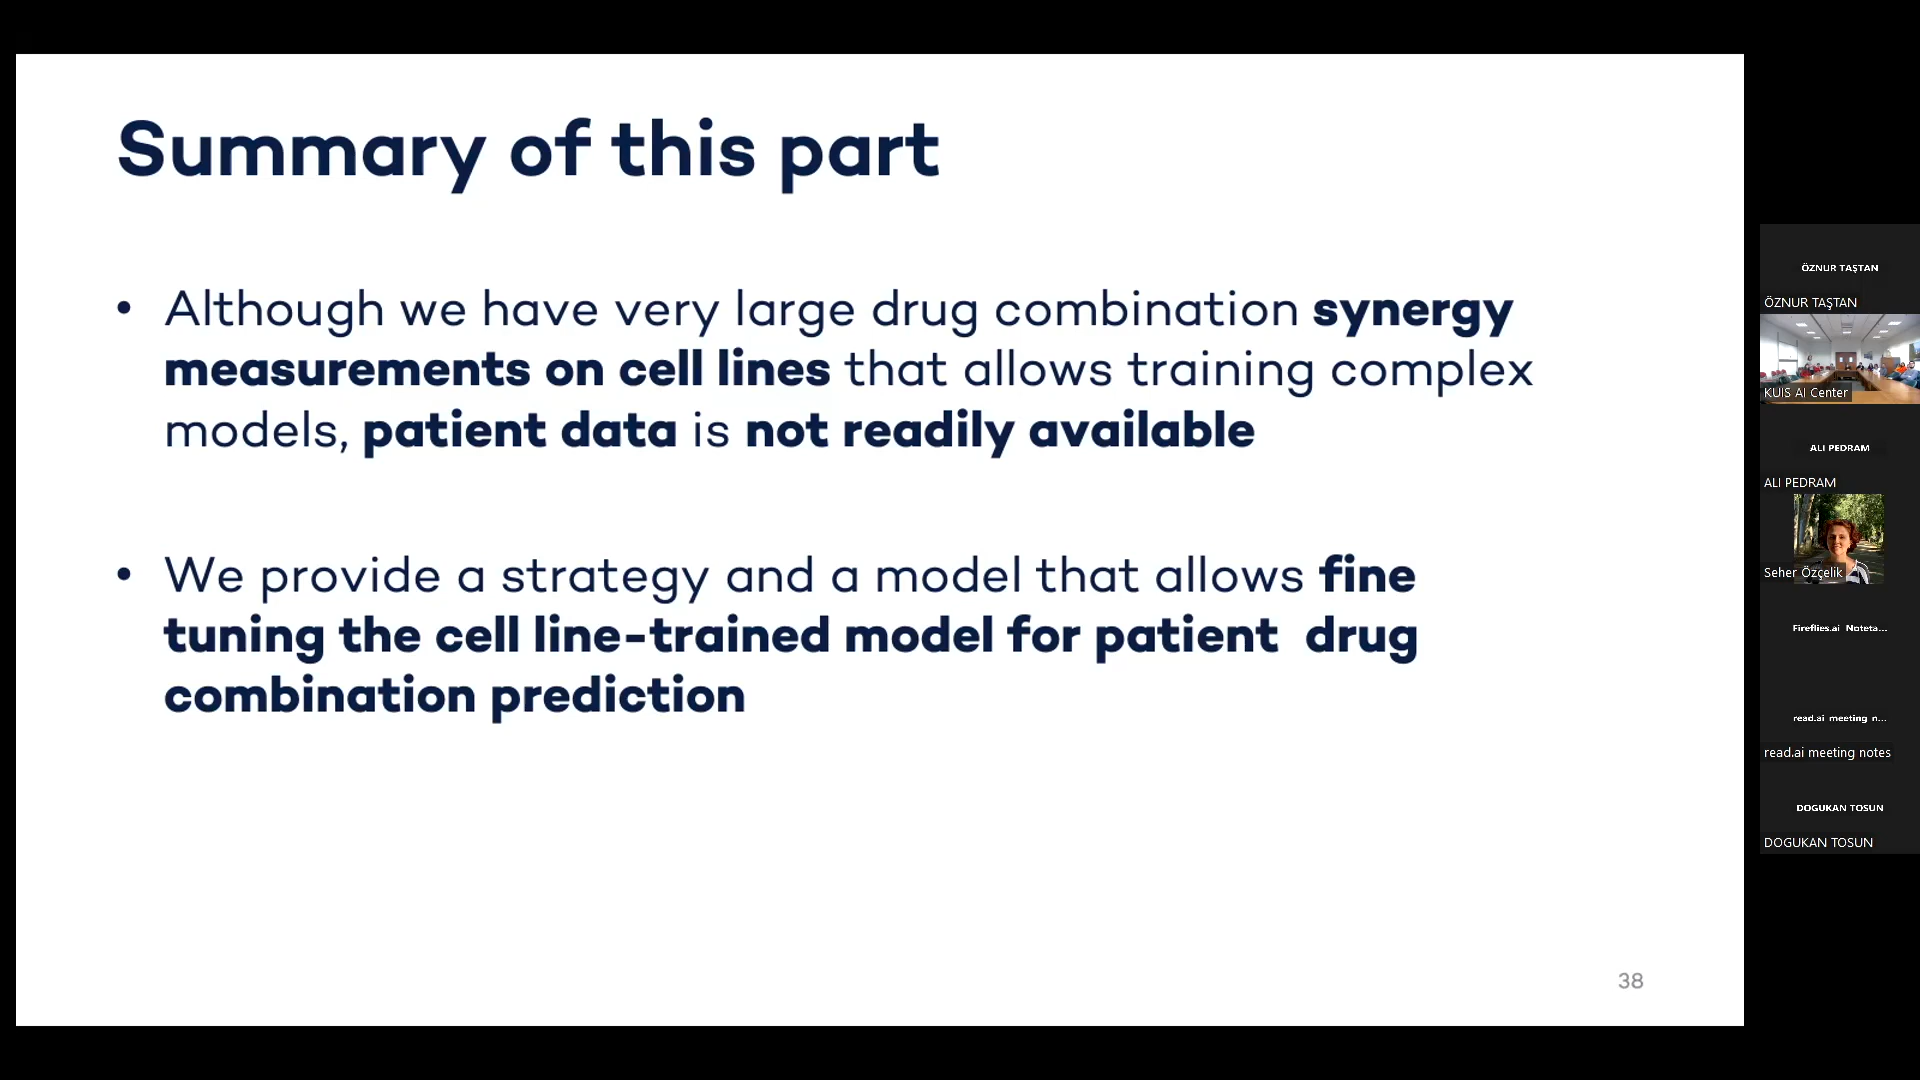 Summary of this part
• Although we have very large drug combination synergy
measurements on cell lines that allows training complex
models, patient data is not readily available
• We provide a strategy and a model that allows fine
tuning the cell line-trained model for patient drug
combination prediction
38
ÖZNUR TAŞTAN
ÖZNUR TAŞTAN
KUIS AI Center
ALI PEDRAM
ALI PEDRAM
Seher Özçelik
Fireflies.ai Noteta...
read.ai meeting n...
read.ai meeting notes
DOGUKAN TOSUN
DOGUKAN TOSUN